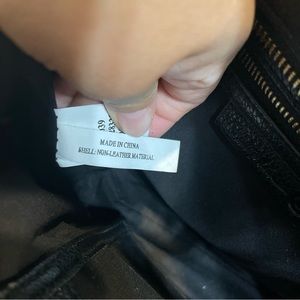 MADE IN CHINA
SHELL: NON-LEATHER MATERIAL